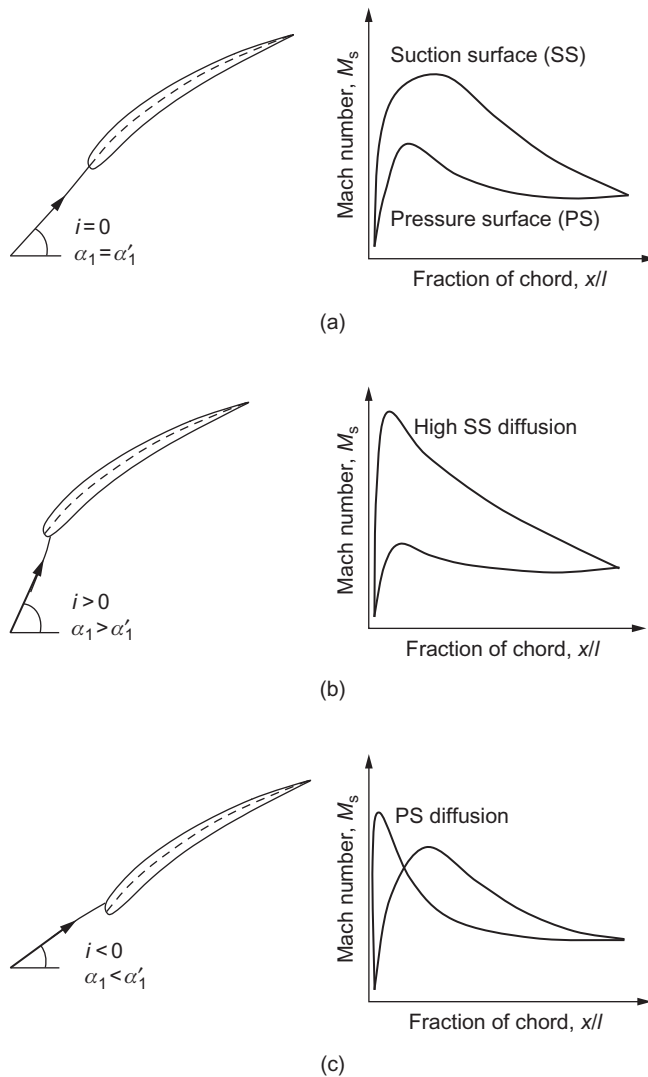 Mach number, Mₛ
Suction surface (SS)
Pressure surface (PS)
i=0
α₁=α′₁
Fraction of chord, x/l
(a)
Mach number, Mₛ
High SS diffusion
i>0
α₁>α′₁
Fraction of chord, x/l
(b)
Mach number, Mₛ
PS diffusion
i<0
α₁<α′₁
Fraction of chord, x/l
(c)